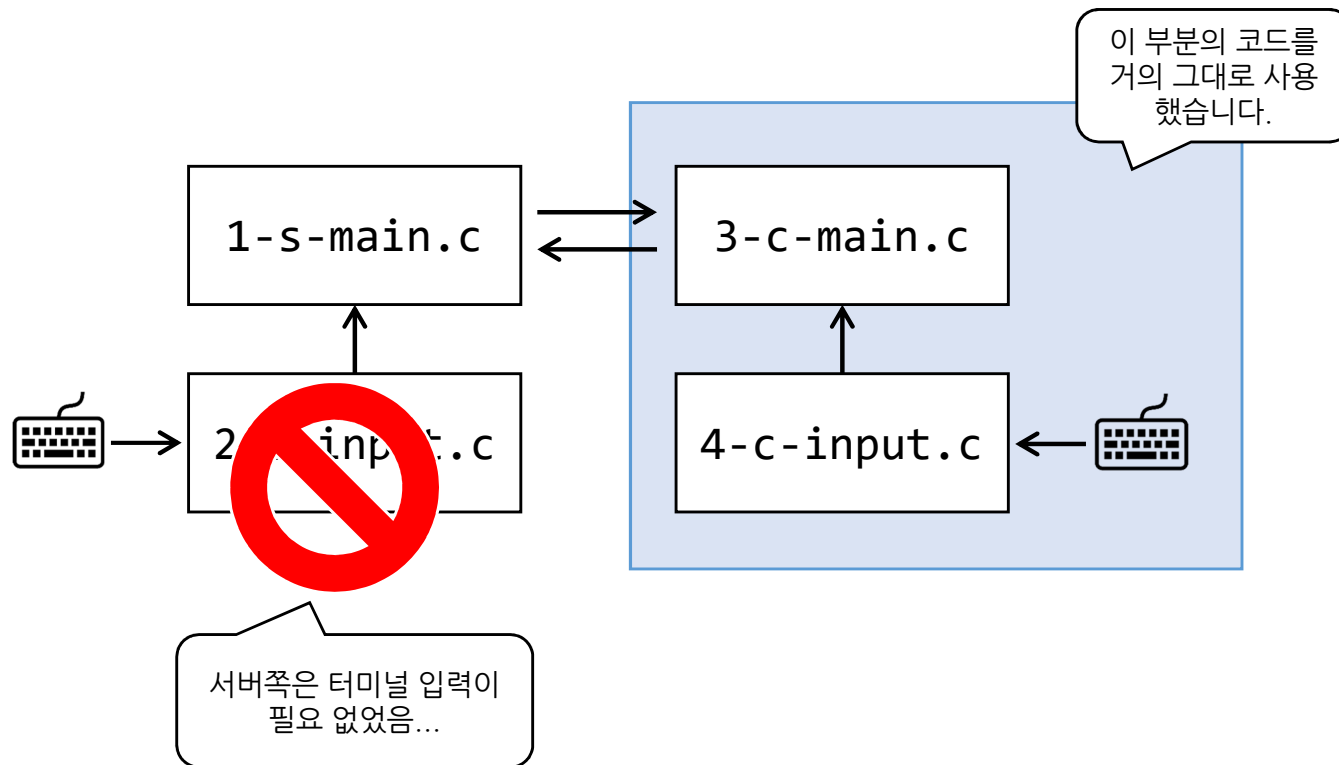 이 부분의 코드를
거의 그대로 사용
했습니다.
1-s-main.c
3-c-main.c
4-c-input.c
서버쪽은 터미널 입력이
필요 없었음...